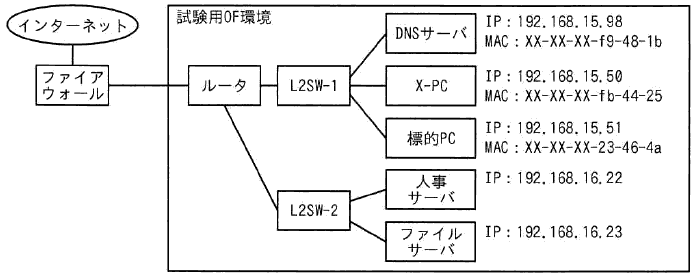 試験用OF環境
インターネット
ファイア
ウォール
ルータ
L2SW-1
DNSサーバ
IP：192.168.15.98
MAC：XX-XX-XX-f9-48-1b
X-PC
IP：192.168.15.50
MAC：XX-XX-XX-fb-44-25
標的PC
IP：192.168.15.51
MAC：XX-XX-XX-23-46-4a
L2SW-2
人事
サーバ
IP：192.168.16.22
ファイル
サーバ
IP：192.168.16.23